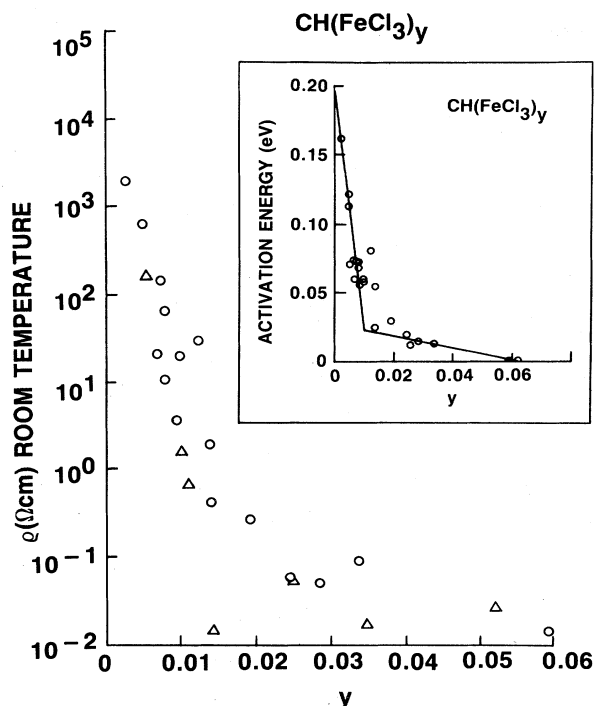 CH(FeCl3)y
10^5
10^4
10^3
10^2
10^1
10^0
10^-1
10^-2
ϱ(Ωcm) ROOM TEMPERATURE
0 0.01 0.02 0.03 0.04 0.05 0.06
y
CH(FeCl3)y
0.20
0.15
0.10
0.05
0
ACTIVATION ENERGY (eV)
0 0.02 0.04 0.06
y